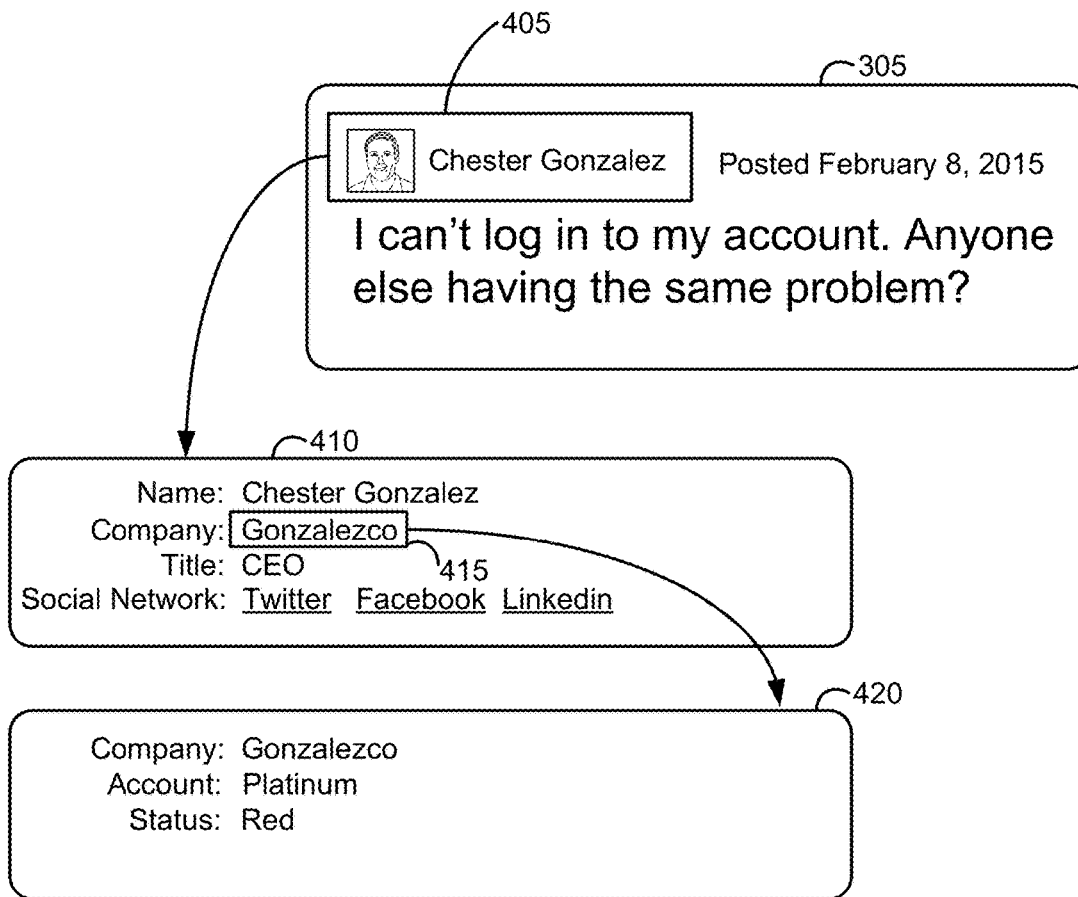 405
305
Chester Gonzalez
Posted February 8, 2015
I can't log in to my account. Anyone
else having the same problem?
410
Name: Chester Gonzalez
Company: Gonzalezco
415
Title: CEO
Social Network: Twitter Facebook Linkedin
420
Company: Gonzalezco
Account: Platinum
Status: Red